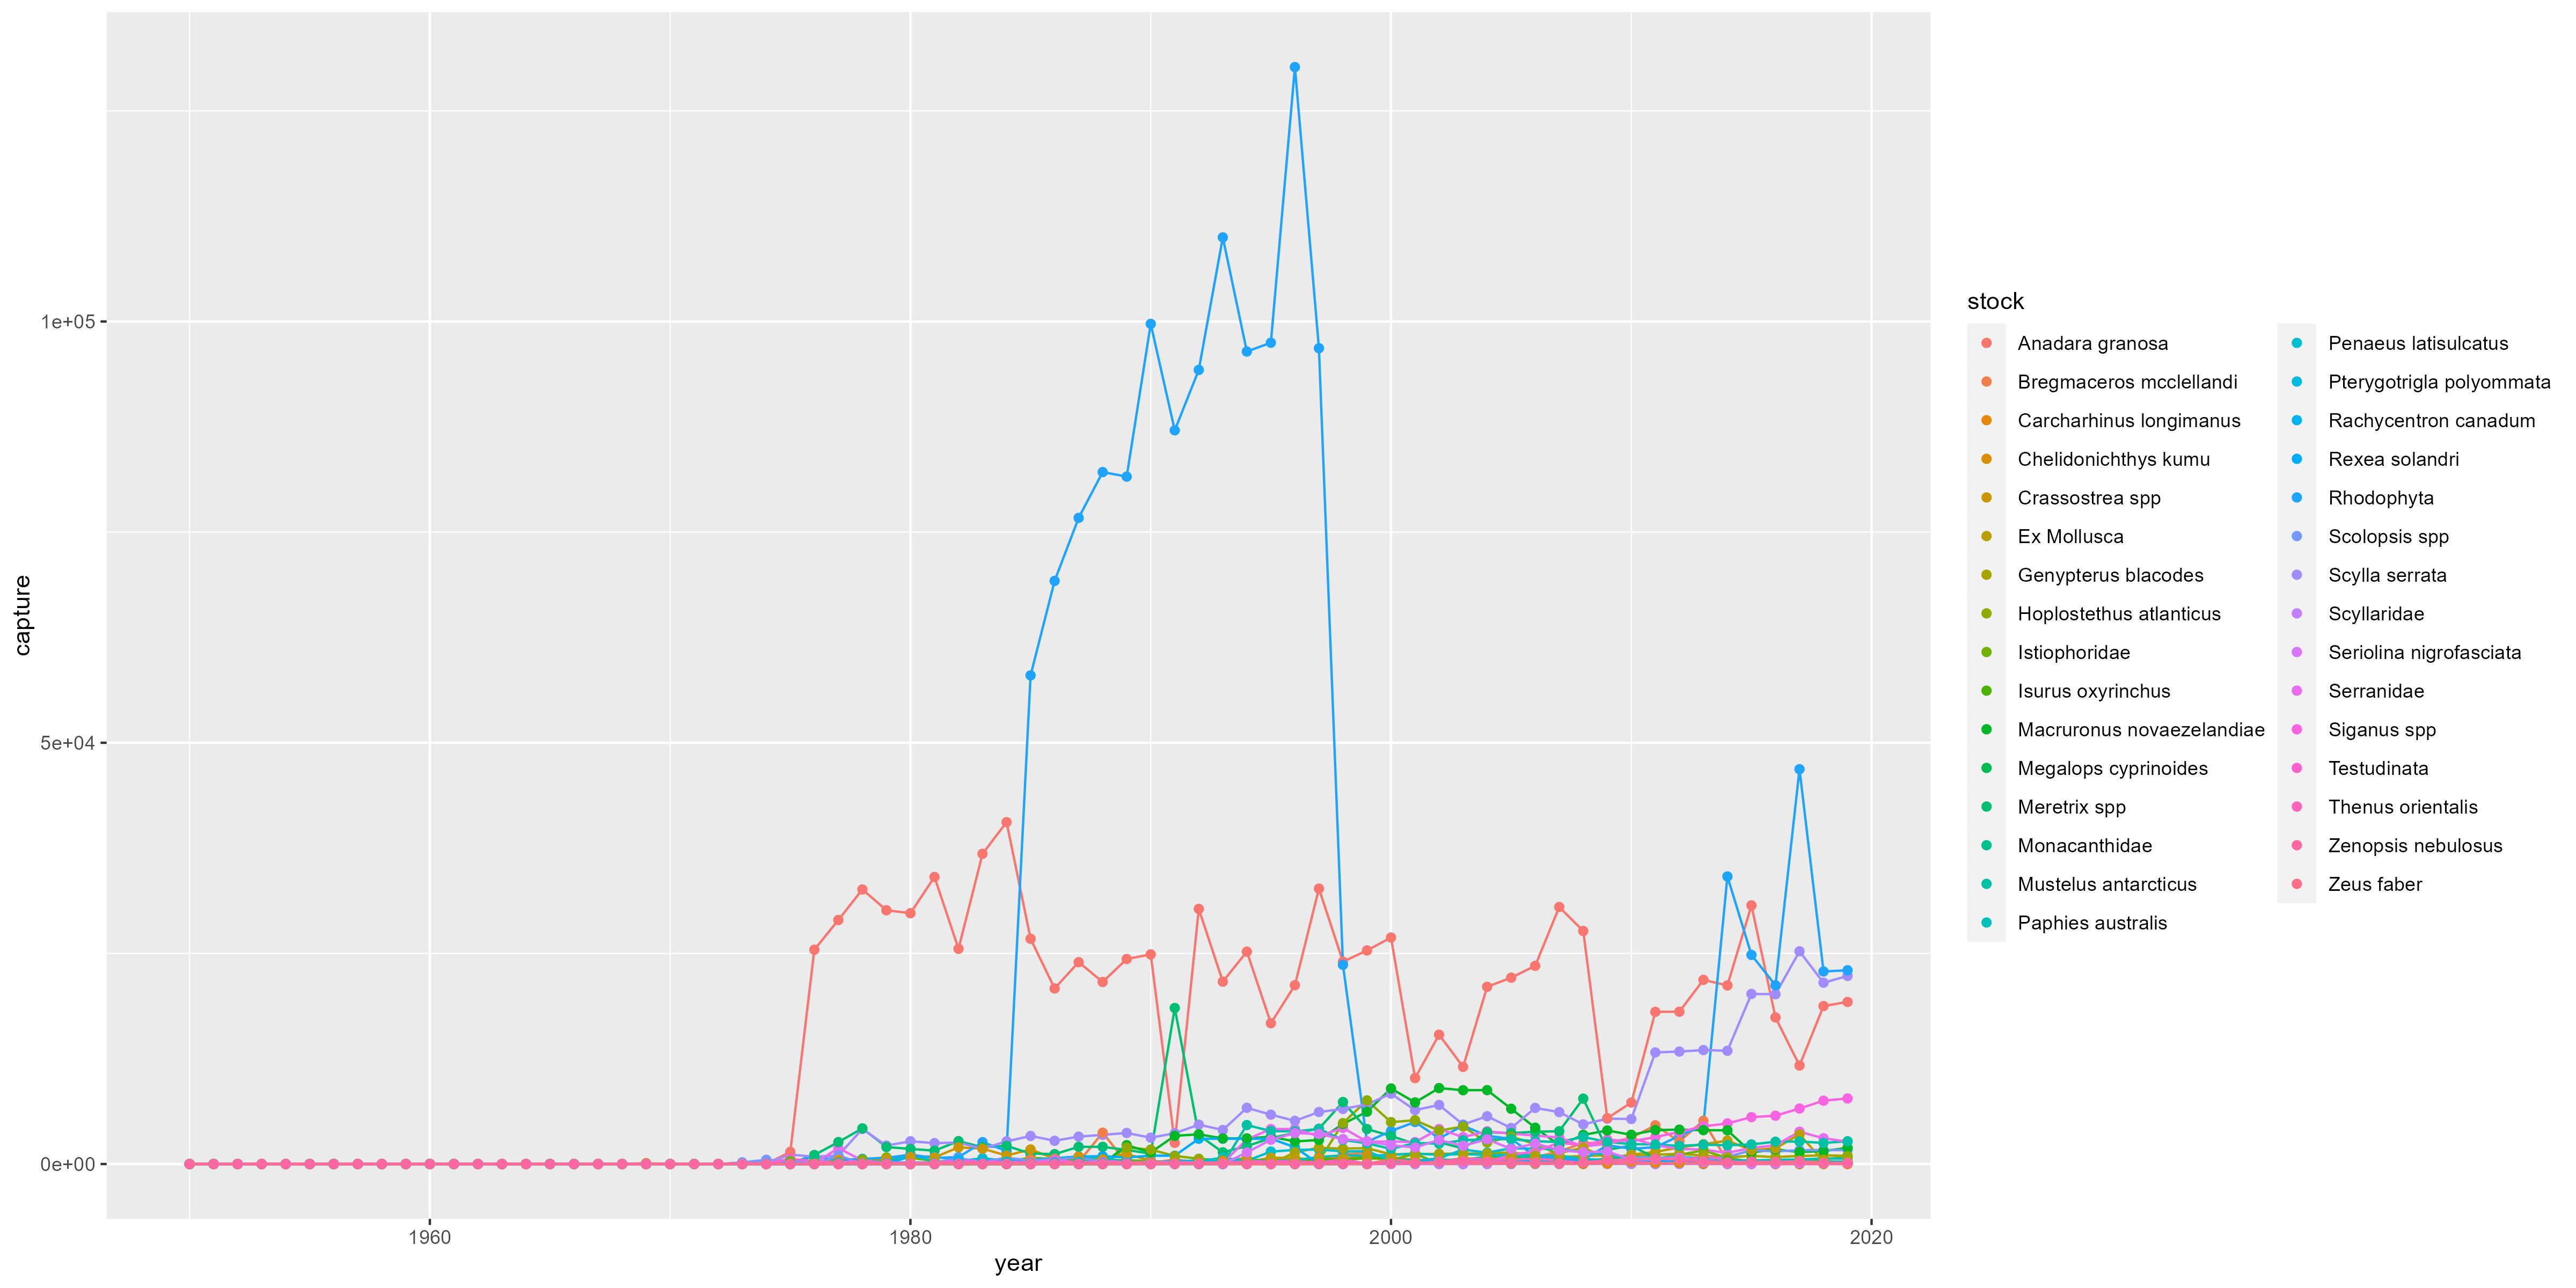 1e+05
5e+04
0e+00
capture
1960
1980
2000
2020
year
stock
Anadara granosa
Bregmaceros mcclellandi
Carcharhinus longimanus
Chelidonichthys kumu
Crassostrea spp
Ex Mollusca
Genypterus blacodes
Hoplostethus atlanticus
Istiophoridae
Isurus oxyrinchus
Macruronus novaezelandiae
Megalops cyprinoides
Meretrix spp
Monacanthidae
Mustelus antarcticus
Paphies australis
Penaeus latisulcatus
Pterygotrigla polyommata
Rachycentron canadum
Rexea solandri
Rhodophyta
Scolopsis spp
Scylla serrata
Scyllaridae
Seriolina nigrofasciata
Serranidae
Siganus spp
Testudinata
Thenus orientalis
Zenopsis nebulosus
Zeus faber